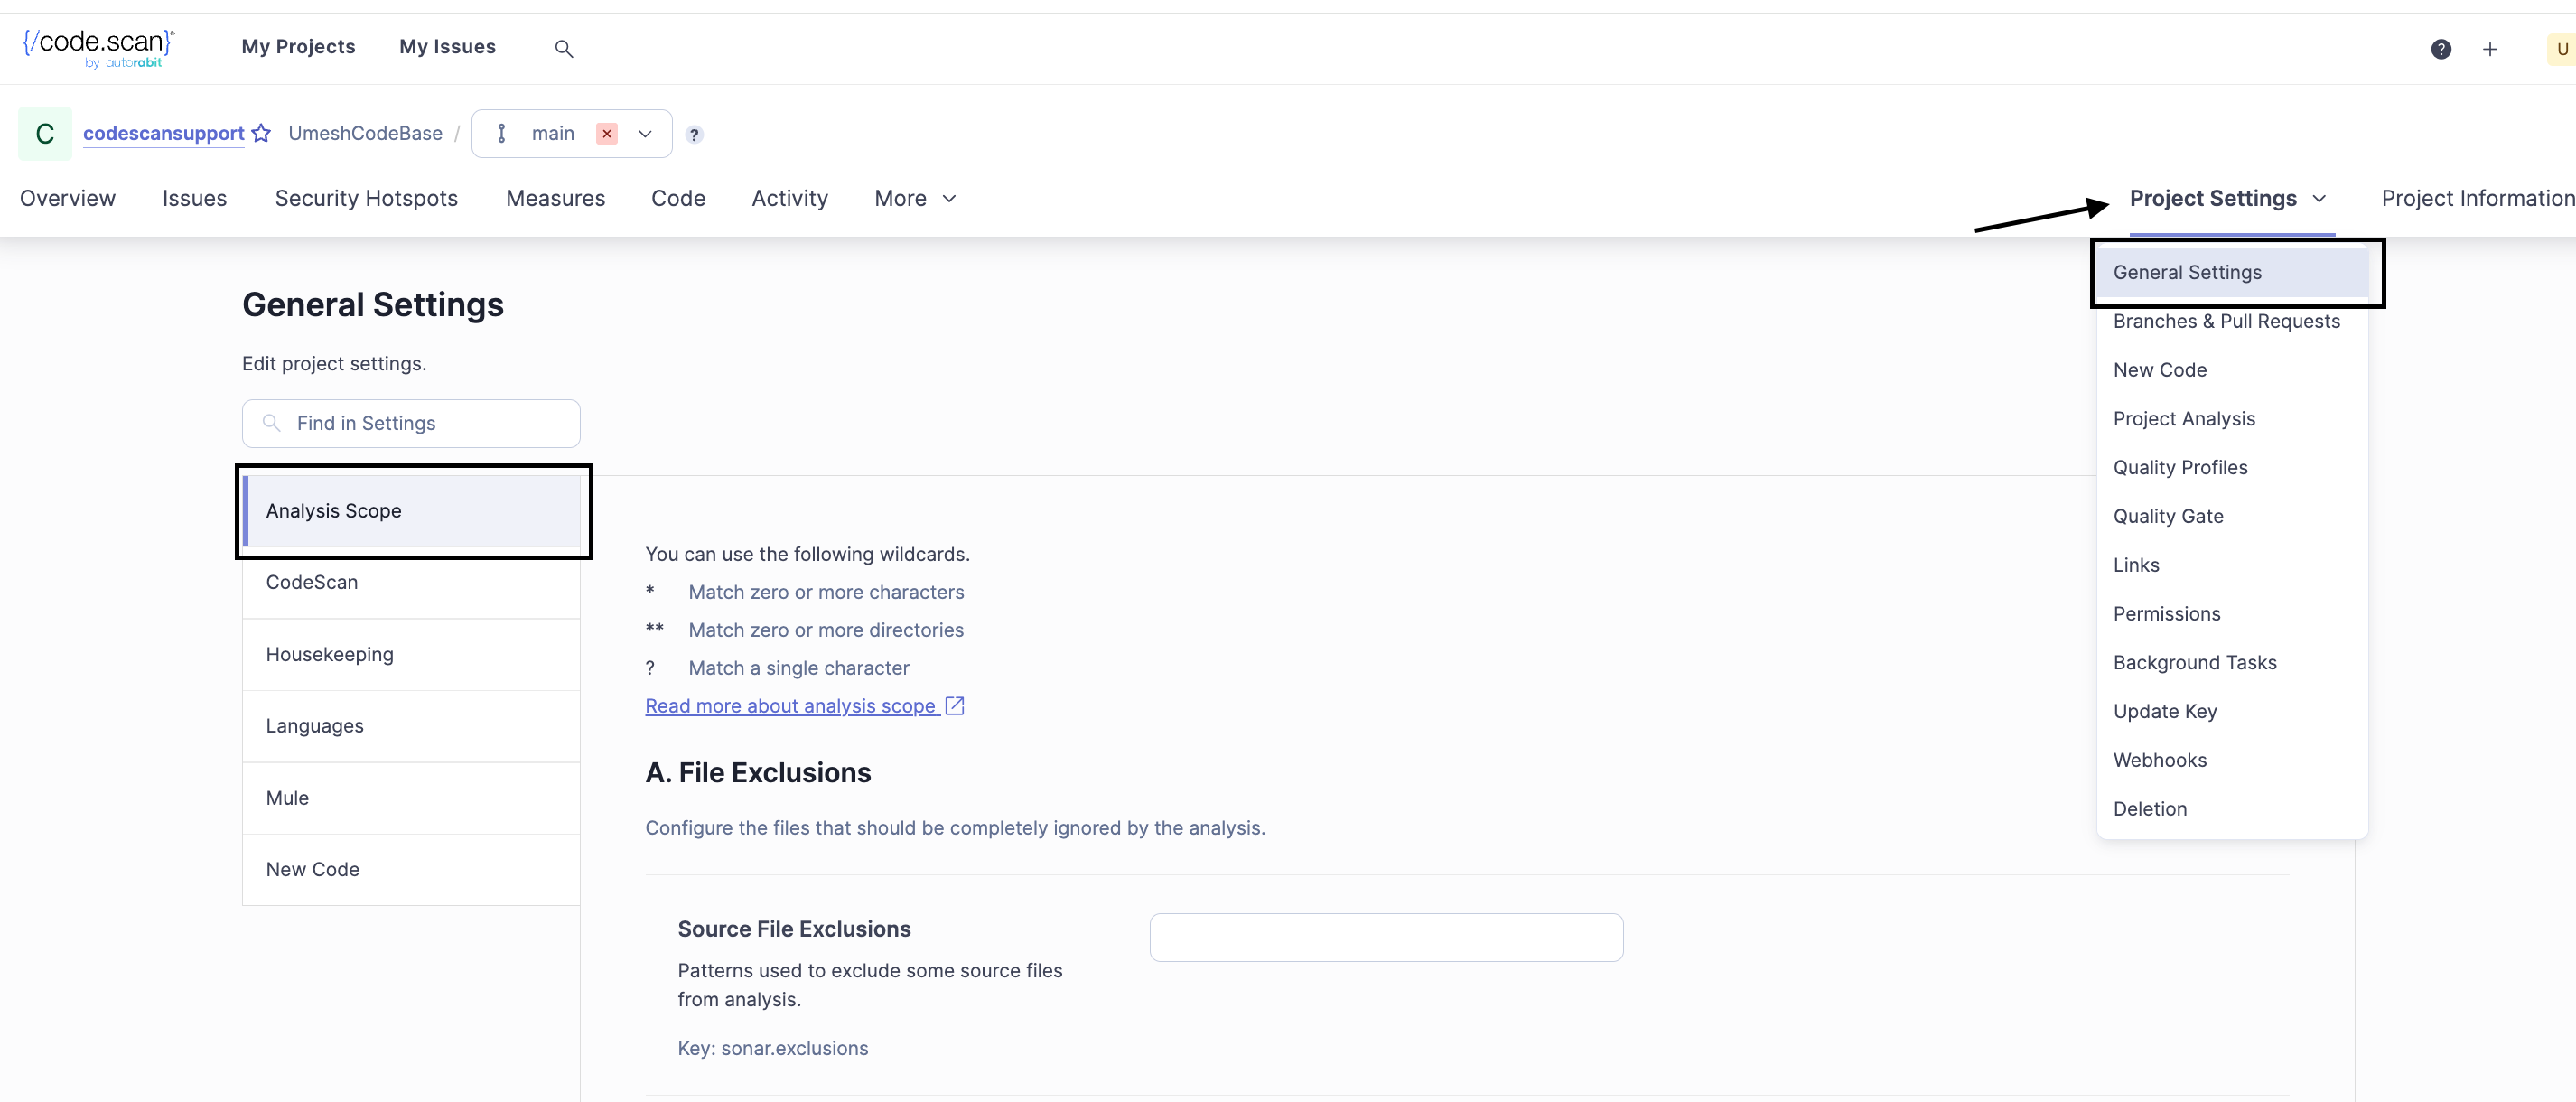 {/code.scan}
by autorabit
My Projects
My Issues
?
U
C
codescansupport
UmeshCodeBase /
main
?
Overview
Issues
Security Hotspots
Measures
Code
Activity
More
Project Settings
Project Information
General Settings
Branches & Pull Requests
New Code
Project Analysis
Quality Profiles
Quality Gate
Links
Permissions
Background Tasks
Update Key
Webhooks
Deletion
General Settings
Edit project settings.
Find in Settings
Analysis Scope
CodeScan
Housekeeping
Languages
Mule
New Code
You can use the following wildcards.
* Match zero or more characters
** Match zero or more directories
? Match a single character
Read more about analysis scope
A. File Exclusions
Configure the files that should be completely ignored by the analysis.
Source File Exclusions
Patterns used to exclude some source files
from analysis.
Key: sonar.exclusions